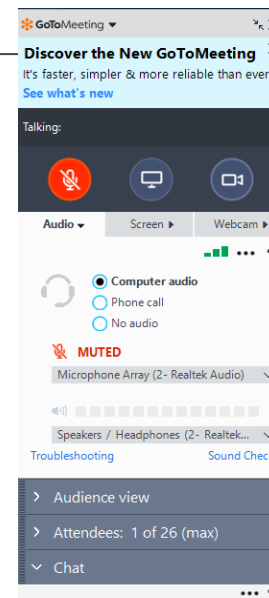 GoToMeeting
Discover the New GoToMeeting
It's faster, simpler & more reliable than ever
See what's new
Talking:
Audio Screen Webcam
Computer audio
Phone call
No audio
MUTED
Microphone Array (2- Realtek Audio)
Speakers / Headphones (2- Realtek...
Troubleshooting Sound Chec
Audience view
Attendees: 1 of 26 (max)
Chat